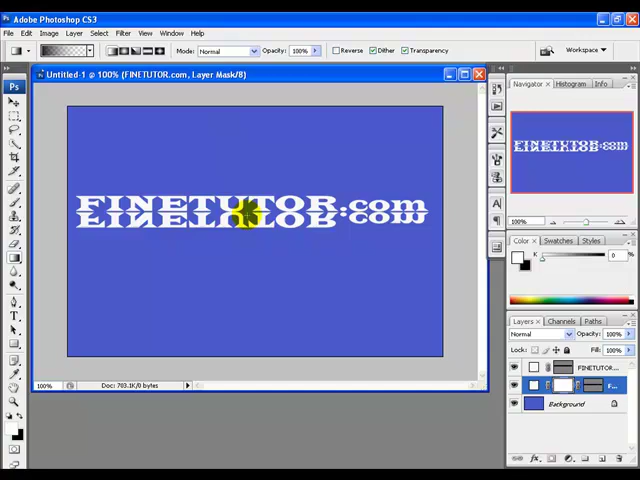 Adobe Photoshop CS3
File Edit Image Layer Select Filter View Window Help
Mode: Normal Opacity: 100% Reverse Dither Transparency Workspace
Untitled-1 @ 100% (FINETUTOR.com, Layer Mask/8)
Ps
FINETUTOR.com
FINETUTOR.com
100% Doc: 703.1K/0 bytes
Navigator Histogram Info
FINETUTOR.com
100%
Color Swatches Styles
K 0 %
Layers Channels Paths
Normal Opacity: 100%
Lock: Fill: 100%
FINETUTOR...
F...
Background